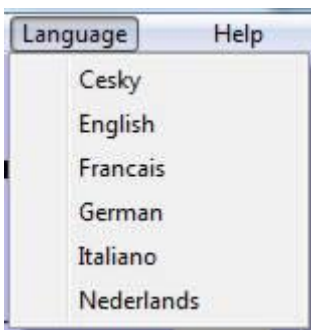 Language Help
Cesky
English
Francais
German
Italiano
Nederlands